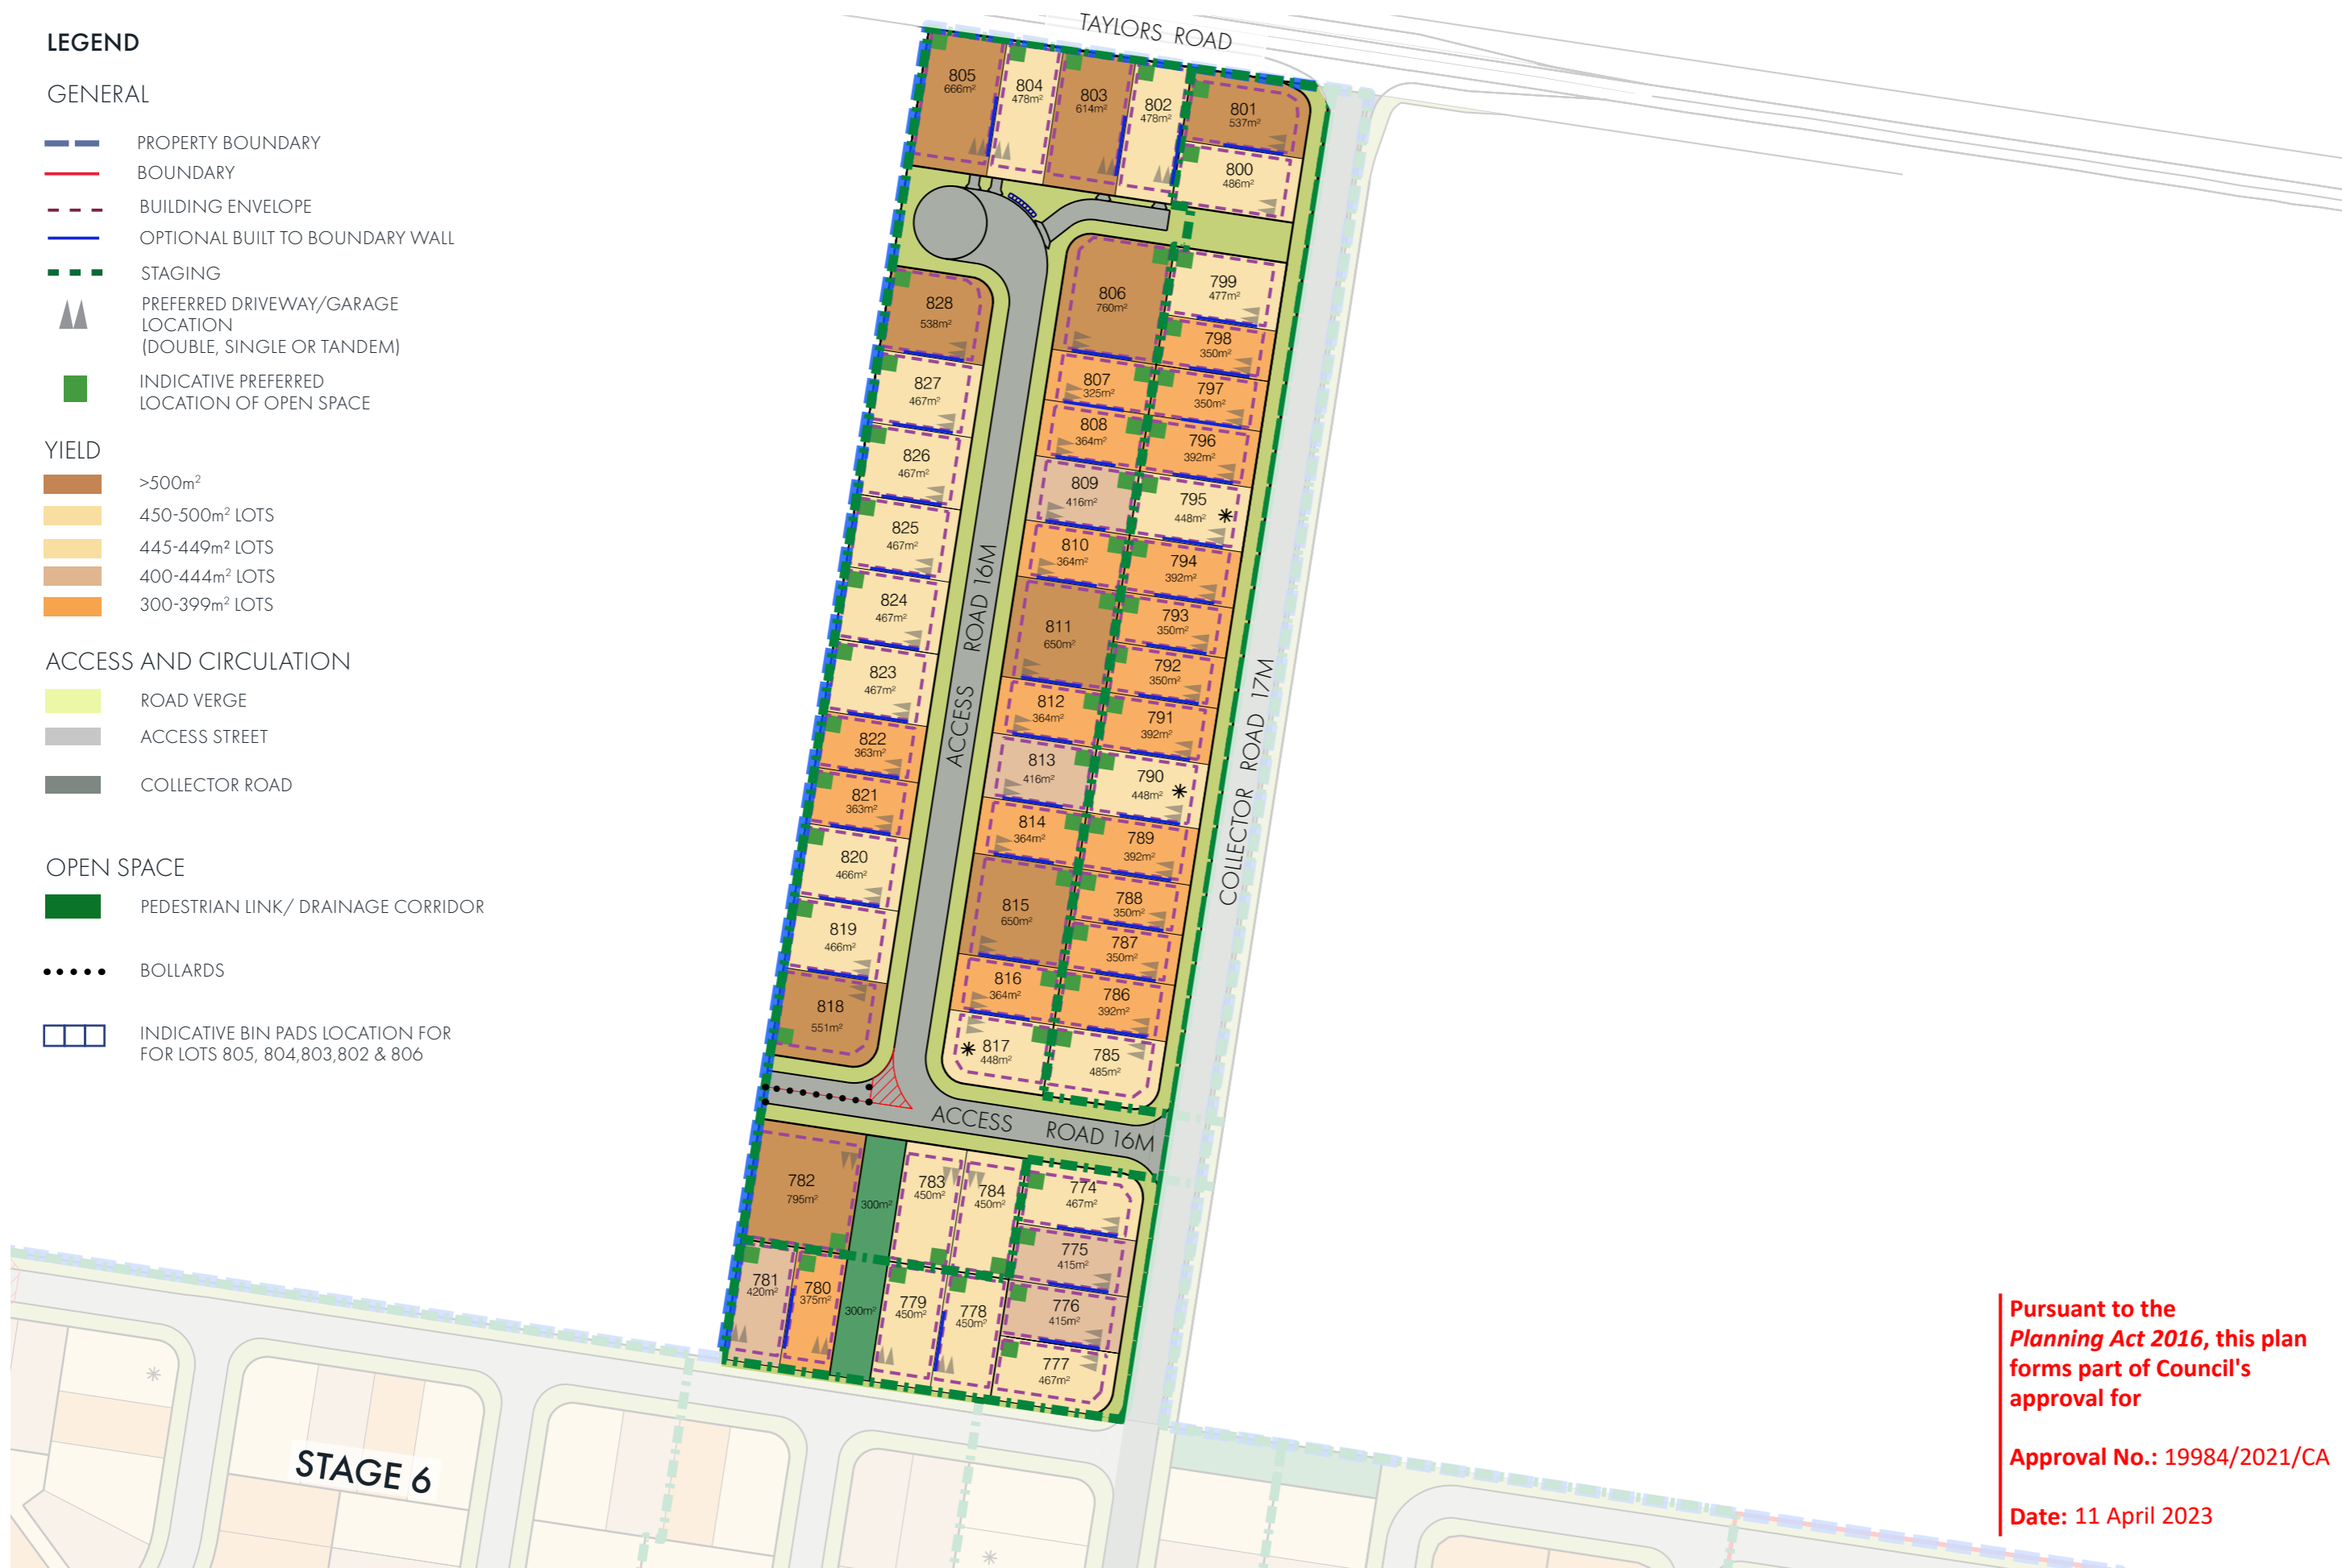 LEGEND
GENERAL
PROPERTY BOUNDARY
BOUNDARY
BUILDING ENVELOPE
OPTIONAL BUILT TO BOUNDARY WALL
STAGING
PREFERRED DRIVEWAY/GARAGE
LOCATION
(DOUBLE, SINGLE OR TANDEM)
INDICATIVE PREFERRED
LOCATION OF OPEN SPACE
YIELD
>500m²
450-500m² LOTS
445-449m² LOTS
400-444m² LOTS
300-399m² LOTS
ACCESS AND CIRCULATION
ROAD VERGE
ACCESS STREET
COLLECTOR ROAD
OPEN SPACE
PEDESTRIAN LINK/ DRAINAGE CORRIDOR
BOLLARDS
INDICATIVE BIN PADS LOCATION FOR
FOR LOTS 805, 804,803,802 & 806
TAYLORS ROAD
805
666m²
804
478m²
803
614m²
802
478m²
801
537m²
800
486m²
799
477m²
798
350m²
797
350m²
796
392m²
795
448m²
794
392m²
793
350m²
792
350m²
791
392m²
790
448m²
789
392m²
788
350m²
787
350m²
786
392m²
785
485m²
806
760m²
807
325m²
808
364m²
809
416m²
810
364m²
811
650m²
812
364m²
813
416m²
814
364m²
815
650m²
816
364m²
817
448m²
828
538m²
827
467m²
826
467m²
825
467m²
824
467m²
823
467m²
822
363m²
821
363m²
820
466m²
819
466m²
818
551m²
ACCESS ROAD 16M
COLLECTOR ROAD 17M
ACCESS ROAD 16M
782
795m²
300m²
783
450m²
784
450m²
774
467m²
775
415m²
776
415m²
777
467m²
781
420m²
780
375m²
300m²
779
450m²
778
450m²
STAGE 6
Pursuant to the
Planning Act 2016, this plan
forms part of Council's
approval for
Approval No.: 19984/2021/CA
Date: 11 April 2023